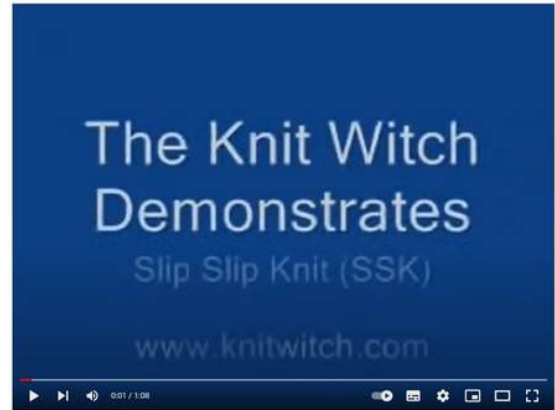 The Knit Witch
Demonstrates
Slip Slip Knit (SSK)
www.knitwitch.com
0:01 / 1:08